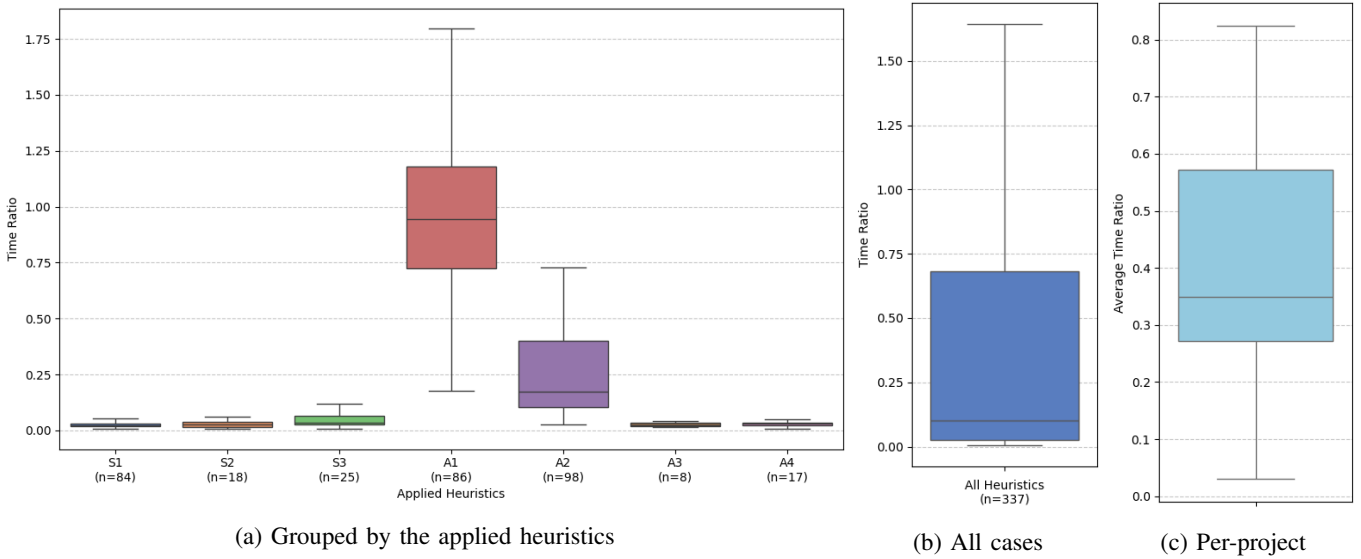 Time Ratio
1.75
1.50
1.25
1.00
0.75
0.50
0.25
0.00
S1 S2 S3 A1 A2 A3 A4
(n=84) (n=18) (n=25) (n=86) (n=98) (n=8) (n=17)
Applied Heuristics
(a) Grouped by the applied heuristics
Time Ratio
1.50
1.25
1.00
0.75
0.50
0.25
0.00
All Heuristics
(n=337)
(b) All cases
Average Time Ratio
0.8
0.7
0.6
0.5
0.4
0.3
0.2
0.1
0.0
(c) Per-project